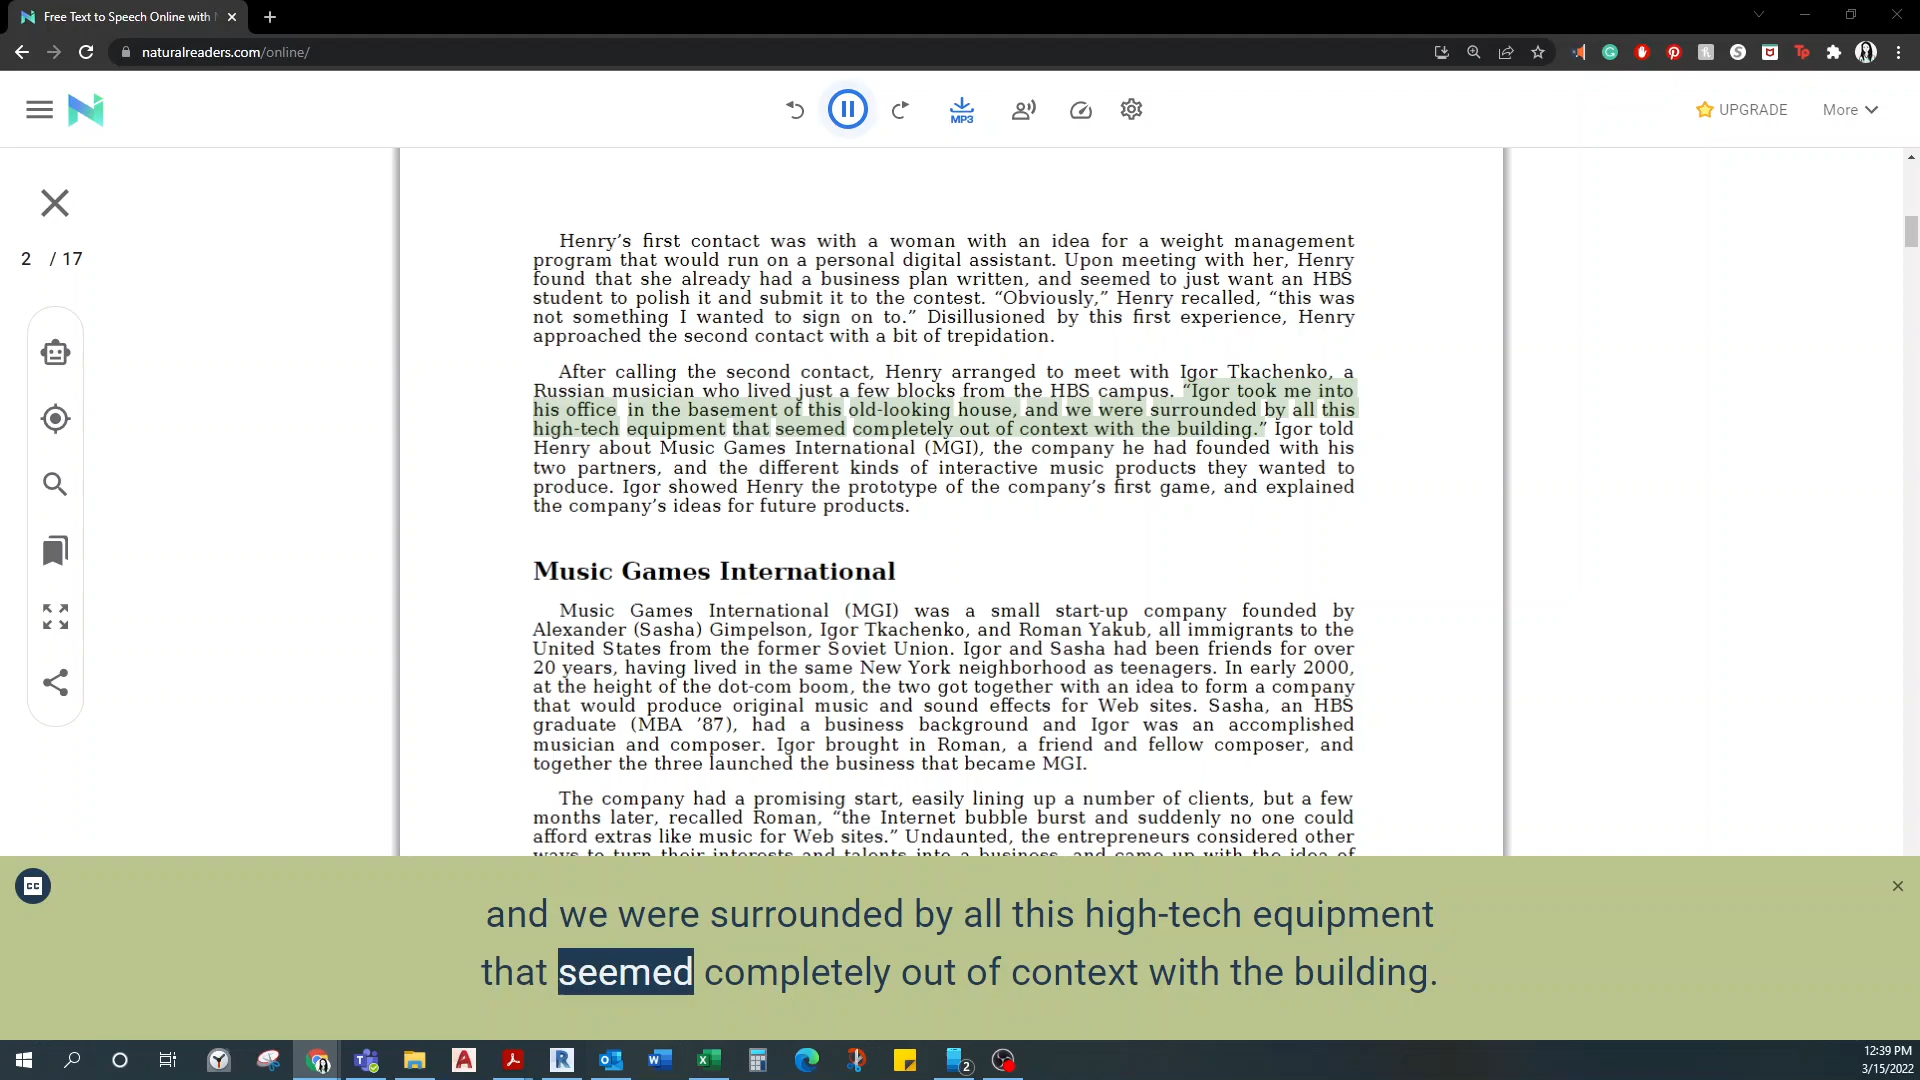 Free Text to Speech Online with
naturalreaders.com/online/
MP3
UPGRADE
More
2 / 17
Henry’s first contact was with a woman with an idea for a weight management
program that would run on a personal digital assistant. Upon meeting with her, Henry
found that she already had a business plan written, and seemed to just want an HBS
student to polish it and submit it to the contest. “Obviously,” Henry recalled, “this was
not something I wanted to sign on to.” Disillusioned by this first experience, Henry
approached the second contact with a bit of trepidation.
After calling the second contact, Henry arranged to meet with Igor Tkachenko, a
Russian musician who lived just a few blocks from the HBS campus. “Igor took me into
his office in the basement of this old-looking house, and we were surrounded by all this
high-tech equipment that seemed completely out of context with the building.” Igor told
Henry about Music Games International (MGI), the company he had founded with his
two partners, and the different kinds of interactive music products they wanted to
produce. Igor showed Henry the prototype of the company’s first game, and explained
the company’s ideas for future products.
Music Games International
Music Games International (MGI) was a small start-up company founded by
Alexander (Sasha) Gimpelson, Igor Tkachenko, and Roman Yakub, all immigrants to the
United States from the former Soviet Union. Igor and Sasha had been friends for over
20 years, having lived in the same New York neighborhood as teenagers. In early 2000,
at the height of the dot-com boom, the two got together with an idea to form a company
that would produce original music and sound effects for Web sites. Sasha, an HBS
graduate (MBA ’87), had a business background and Igor was an accomplished
musician and composer. Igor brought in Roman, a friend and fellow composer, and
together the three launched the business that became MGI.
The company had a promising start, easily lining up a number of clients, but a few
months later, recalled Roman, “the Internet bubble burst and suddenly no one could
afford extras like music for Web sites.” Undaunted, the entrepreneurs considered other
ways to turn their interests and talents into a business, and came up with the idea of
CC
and we were surrounded by all this high-tech equipment
that seemed completely out of context with the building.
2
12:39 PM
3/15/2022